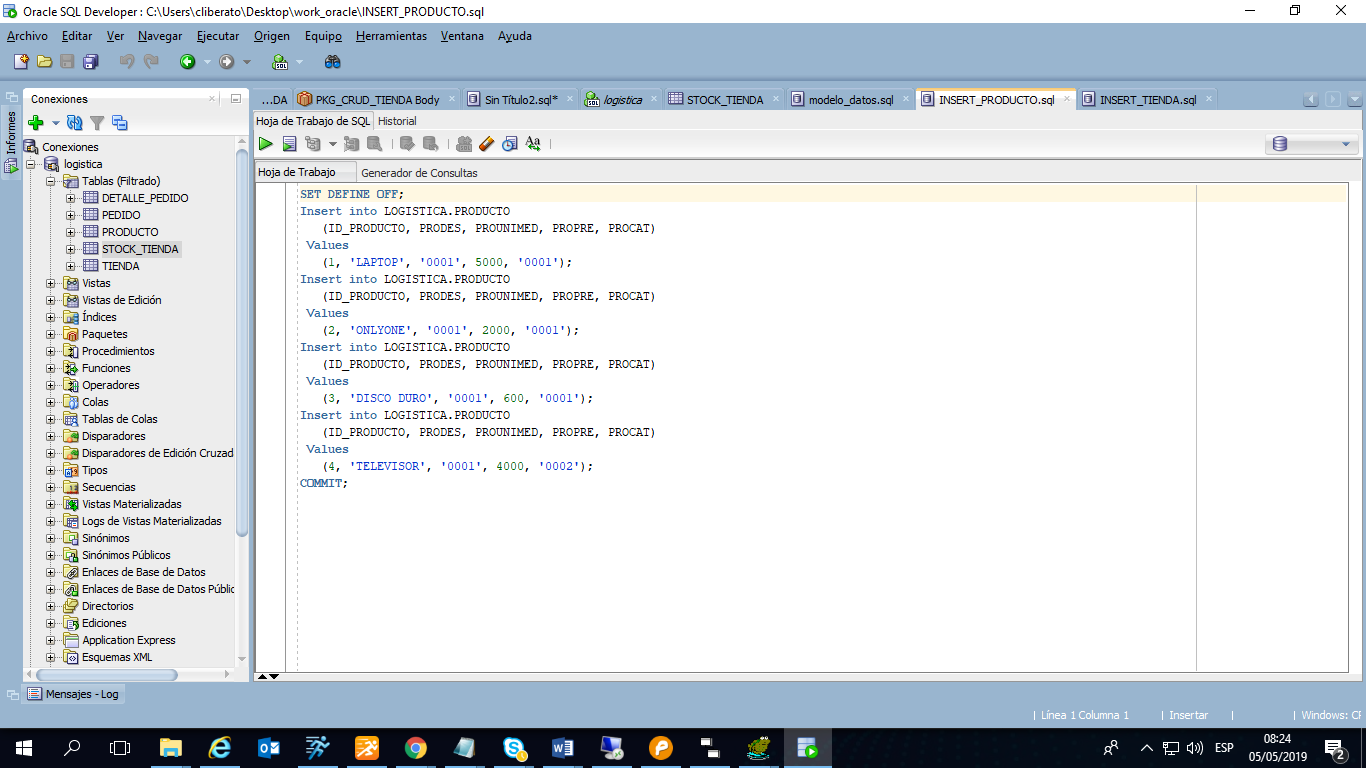 Oracle SQL Developer : C:\Users\cliberato\Desktop\work_oracle\INSERT_PRODUCTO.sql
Archivo Editar Ver Navegar Ejecutar Origen Equipo Herramientas Ventana Ayuda
Informes
Conexiones
Conexiones
logistica
Tablas (Filtrado)
DETALLE_PEDIDO
PEDIDO
PRODUCTO
STOCK_TIENDA
TIENDA
Vistas
Vistas de Edición
Índices
Paquetes
Procedimientos
Funciones
Operadores
Colas
Tablas de Colas
Disparadores
Disparadores de Edición Cruzad
Tipos
Secuencias
Vistas Materializadas
Logs de Vistas Materializadas
Sinónimos
Sinónimos Públicos
Enlaces de Base de Datos
Enlaces de Base de Datos Públic
Directorios
Ediciones
Application Express
Esquemas XML
...DA PKG_CRUD_TIENDA Body Sin Título2.sql* logistica STOCK_TIENDA modelo_datos.sql INSERT_PRODUCTO.sql INSERT_TIENDA.sql
Hoja de Trabajo de SQL Historial
Hoja de Trabajo Generador de Consultas
SET DEFINE OFF;
Insert into LOGISTICA.PRODUCTO
(ID_PRODUCTO, PRODES, PROUNIMED, PROPRE, PROCAT)
Values
(1, 'LAPTOP', '0001', 5000, '0001');
Insert into LOGISTICA.PRODUCTO
(ID_PRODUCTO, PRODES, PROUNIMED, PROPRE, PROCAT)
Values
(2, 'ONLYONE', '0001', 2000, '0001');
Insert into LOGISTICA.PRODUCTO
(ID_PRODUCTO, PRODES, PROUNIMED, PROPRE, PROCAT)
Values
(3, 'DISCO DURO', '0001', 600, '0001');
Insert into LOGISTICA.PRODUCTO
(ID_PRODUCTO, PRODES, PROUNIMED, PROPRE, PROCAT)
Values
(4, 'TELEVISOR', '0001', 4000, '0002');
COMMIT;
Mensajes - Log
Línea 1 Columna 1 | Insertar | | Windows: CR
ESP
08:24
05/05/2019
2